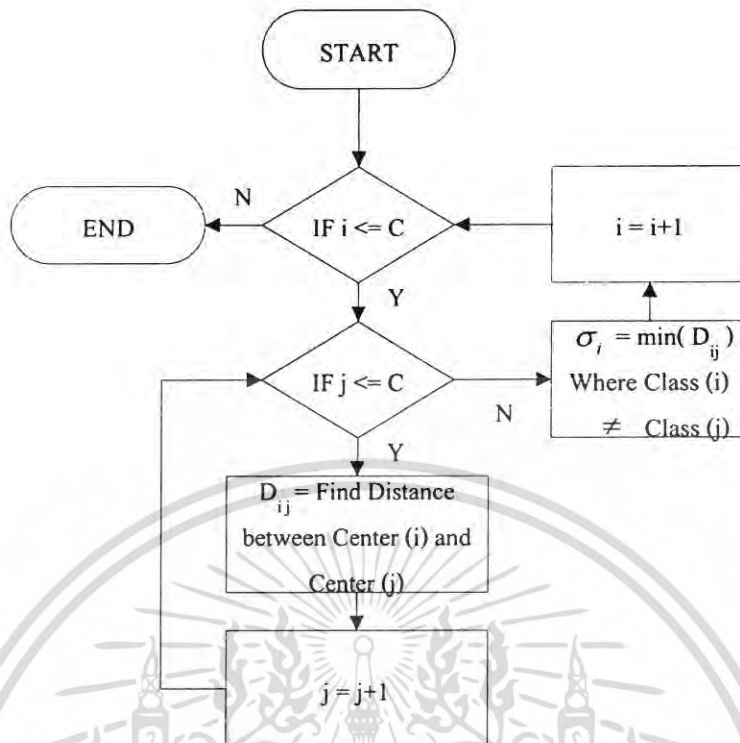 START
N
END
IF i <= C
i = i+1
Y
IF j <= C
N
σi = min( Dij )
Where Class (i)
≠ Class (j)
Y
Dij = Find Distance
between Center (i) and
Center (j)
j = j+1